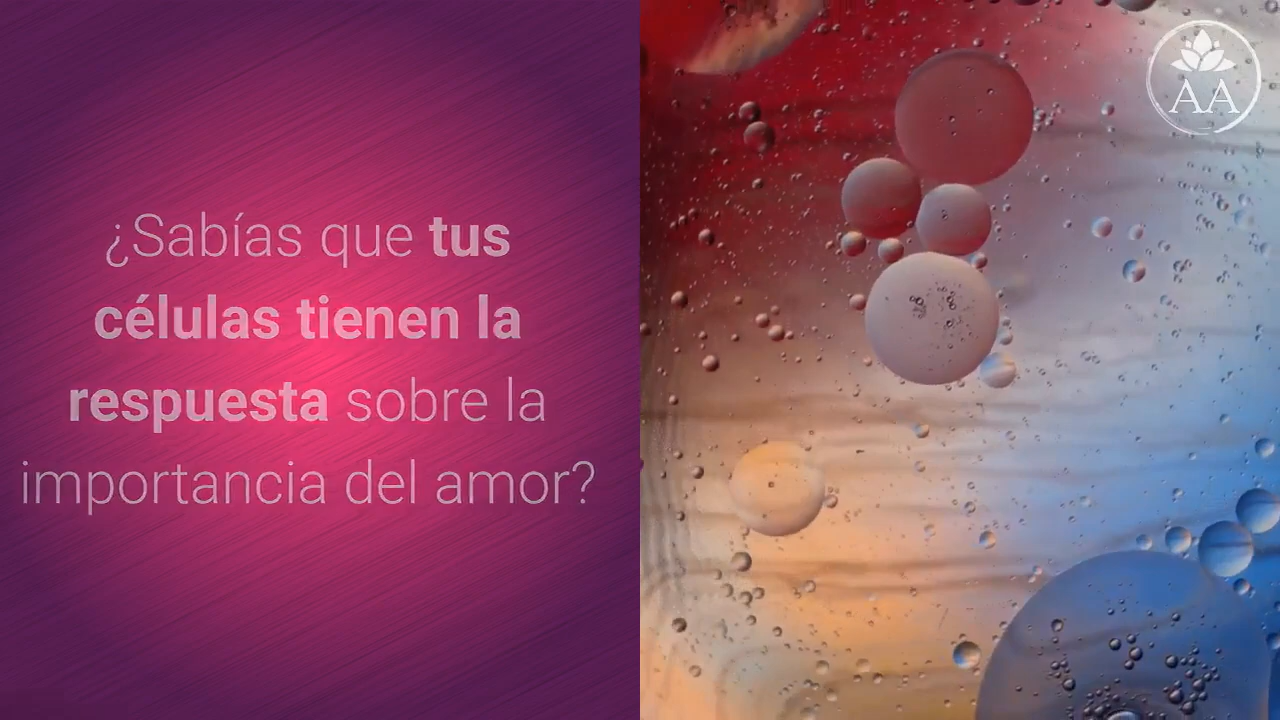 ¿Sabías que tus
células tienen la
respuesta sobre la
importancia del amor?
AA